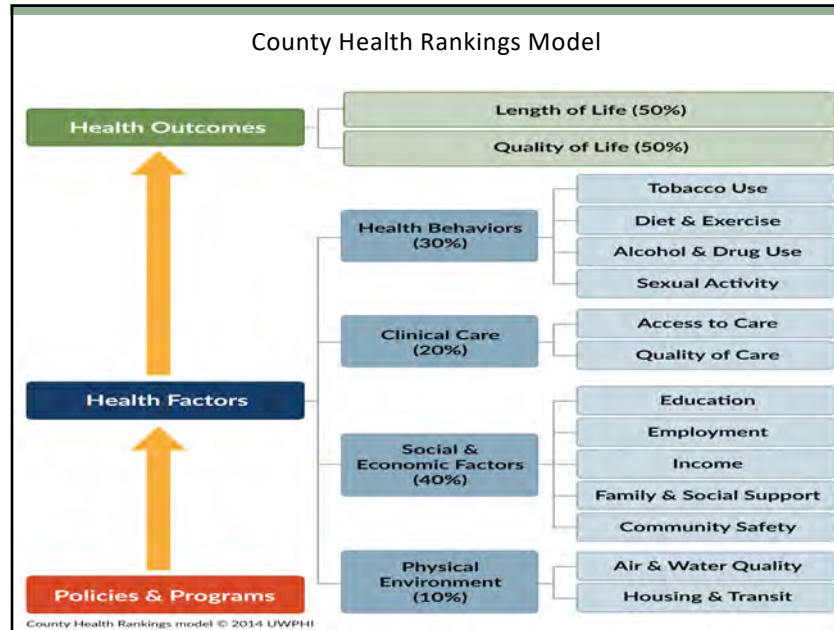 County Health Rankings Model
Health Outcomes
Length of Life (50%)
Quality of Life (50%)
Health Factors
Health Behaviors
(30%)
Tobacco Use
Diet & Exercise
Alcohol & Drug Use
Sexual Activity
Clinical Care
(20%)
Access to Care
Quality of Care
Social &
Economic Factors
(40%)
Education
Employment
Income
Family & Social Support
Community Safety
Physical
Environment
(10%)
Air & Water Quality
Housing & Transit
Policies & Programs
County Health Rankings model © 2014 UWPHI